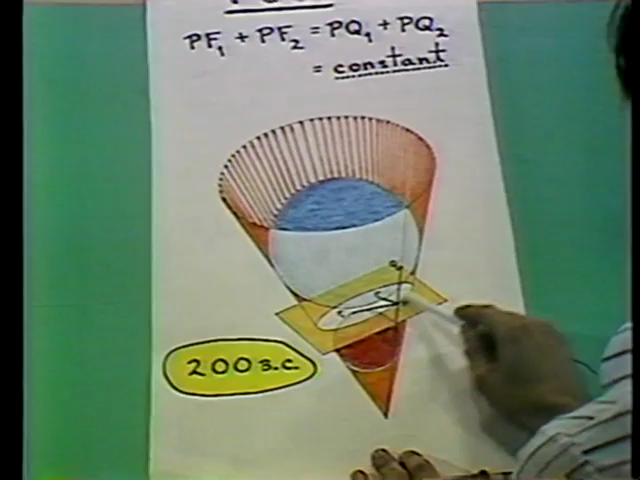 PF₁ + PF₂ = PQ₁ + PQ₂
= constant
200 B.C